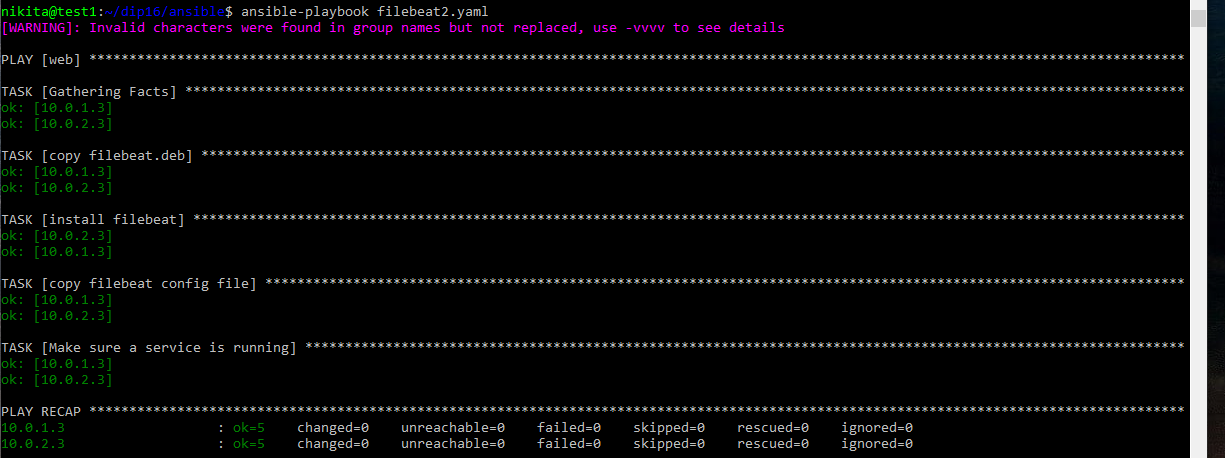 nikita@test1:~/dip16/ansible$ ansible-playbook filebeat2.yaml
[WARNING]: Invalid characters were found in group names but not replaced, use -vvvv to see details
PLAY [web] *****************************************************************************************************************************************
TASK [Gathering Facts] *****************************************************************************************************************************
ok: [10.0.1.3]
ok: [10.0.2.3]
TASK [copy filebeat.deb] ***************************************************************************************************************************
ok: [10.0.1.3]
ok: [10.0.2.3]
TASK [install filebeat] ****************************************************************************************************************************
ok: [10.0.2.3]
ok: [10.0.1.3]
TASK [copy filebeat config file] *******************************************************************************************************************
ok: [10.0.1.3]
ok: [10.0.2.3]
TASK [Make sure a service is running] **************************************************************************************************************
ok: [10.0.1.3]
ok: [10.0.2.3]
PLAY RECAP *****************************************************************************************************************************************
10.0.1.3                   : ok=5    changed=0    unreachable=0    failed=0    skipped=0    rescued=0    ignored=0
10.0.2.3                   : ok=5    changed=0    unreachable=0    failed=0    skipped=0    rescued=0    ignored=0